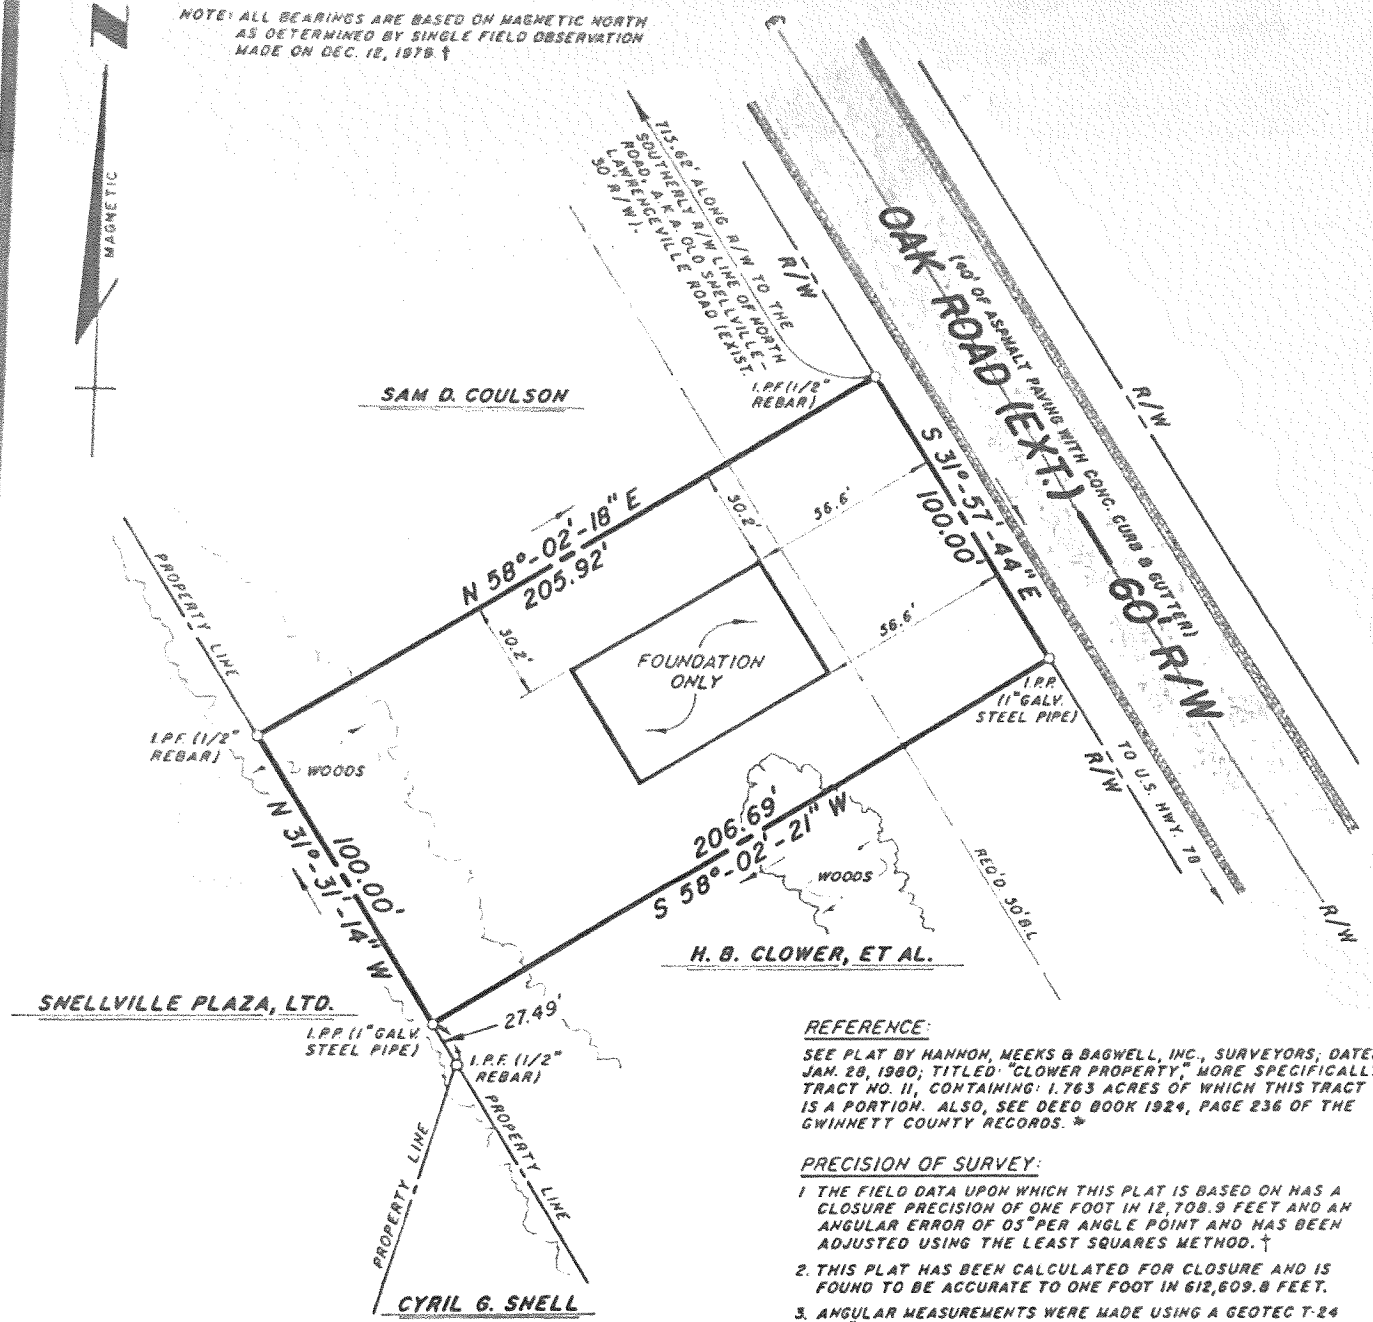 NOTE: ALL BEARINGS ARE BASED ON MAGNETIC NORTH
AS DETERMINED BY SINGLE FIELD OBSERVATION
MADE ON DEC. 12, 1979 †
MAGNETIC
715.62' ALONG R/W TO THE
SOUTHERLY R/W LINE OF NORTH
ROAD, A.K.A. OLD SNELLVILLE-
LAWRENCEVILLE ROAD (EXIST.
50' R/W).
R/W
OAK ROAD (EXT.) — 60' R/W
(40' OF ASPHALT PAVING WITH CONC. CURB & GUTTER)
R/W
SAM D. COULSON
I.P.F. (1/2"
REBAR)
S 31°-57'-44" E
100.00'
N 58°-02'-18" E
205.92'
30.2'
56.6'
30.2'
56.6'
FOUNDATION
ONLY
PROPERTY LINE
I.P.F. (1/2"
REBAR)
WOODS
I.P.P.
(1" GALV.
STEEL PIPE)
TO U.S. HWY. 78
R/W
R/W
N 31°-31'-14" W
100.00'
206.69'
S 58°-02'-21" W
WOODS
REQ'D. 50' B.L.
H. B. CLOWER, ET AL.
SNELLVILLE PLAZA, LTD.
I.P.P. (1" GALV.
STEEL PIPE)
27.49'
I.P.F. (1/2"
REBAR)
PROPERTY LINE
PROPERTY LINE
CYRIL G. SNELL
REFERENCE:
SEE PLAT BY HANNON, MEEKS & BAGWELL, INC., SURVEYORS; DATE
JAN. 28, 1980; TITLED: "CLOWER PROPERTY," MORE SPECIFICALL
TRACT NO. 11, CONTAINING: 1.763 ACRES OF WHICH THIS TRACT
IS A PORTION. ALSO, SEE DEED BOOK 1924, PAGE 236 OF THE
GWINNETT COUNTY RECORDS. *
PRECISION OF SURVEY:
1 THE FIELD DATA UPON WHICH THIS PLAT IS BASED ON HAS A
CLOSURE PRECISION OF ONE FOOT IN 12,708.9 FEET AND AN
ANGULAR ERROR OF 05" PER ANGLE POINT AND HAS BEEN
ADJUSTED USING THE LEAST SQUARES METHOD. †
2. THIS PLAT HAS BEEN CALCULATED FOR CLOSURE AND IS
FOUND TO BE ACCURATE TO ONE FOOT IN 612,609.8 FEET.
3. ANGULAR MEASUREMENTS WERE MADE USING A GEOTEC T-24